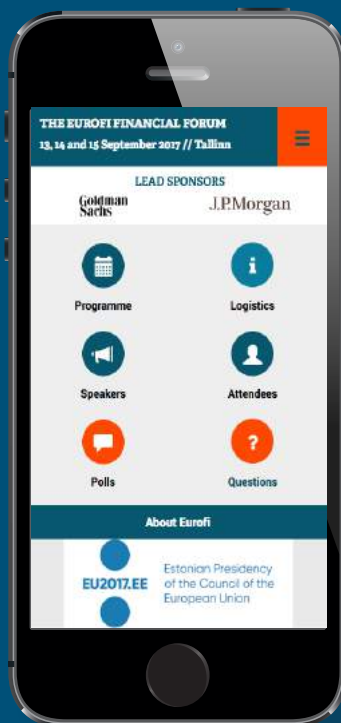 THE EUROFI FINANCIAL FORUM
13, 14 and 15 September 2017 // Tallinn
LEAD SPONSORS
Goldman
Sachs
J.P.Morgan
Programme
Logistics
Speakers
Attendees
Polls
Questions
About Eurofi
EU2017.EE
Estonian Presidency
of the Council of the
European Union